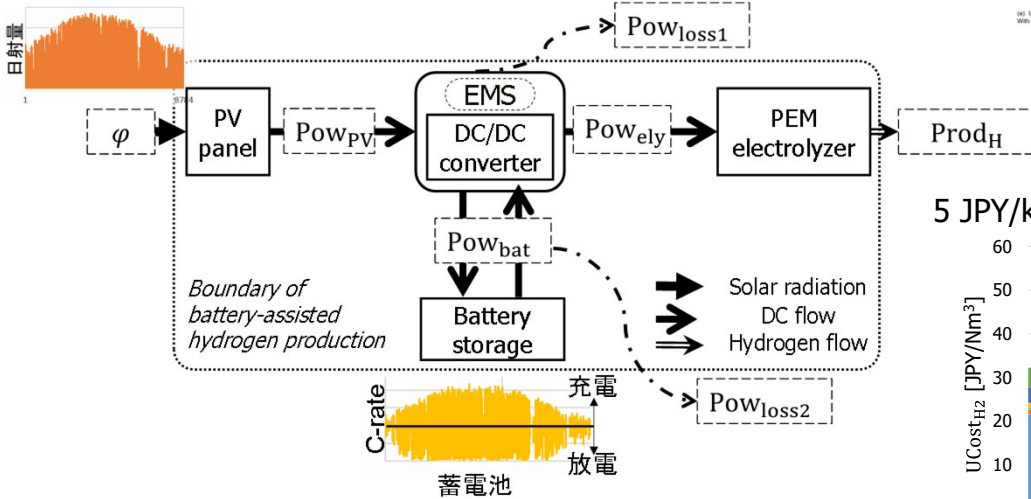 日射量
1
8784
Pow_loss1
φ
PV
panel
Pow_PV
EMS
DC/DC
converter
Pow_ely
PEM
electrolyzer
Prod_H
Pow_bat
Boundary of
battery-assisted
hydrogen production
Battery
storage
Solar radiation
DC flow
Hydrogen flow
Pow_loss2
C-rate
充電
放電
蓄電池
5 JPY/k
60
50
40
30
20
10
UCost_H2 [JPY/Nm³]